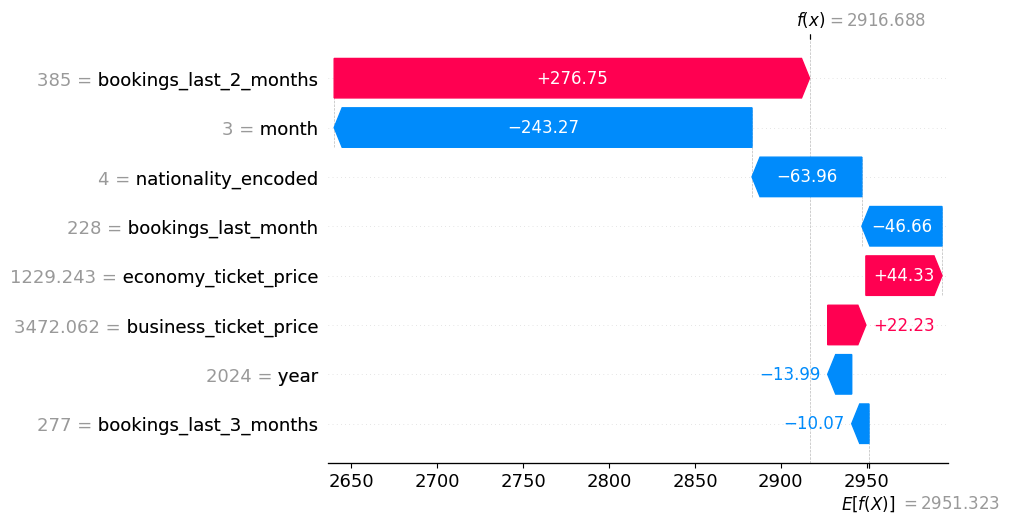 f(x) = 2916.688
385 = bookings_last_2_months
+276.75
3 = month
−243.27
4 = nationality_encoded
−63.96
228 = bookings_last_month
−46.66
1229.243 = economy_ticket_price
+44.33
3472.062 = business_ticket_price
+22.23
2024 = year
−13.99
277 = bookings_last_3_months
−10.07
2650 2700 2750 2800 2850 2900 2950
E[f(X)] = 2951.323